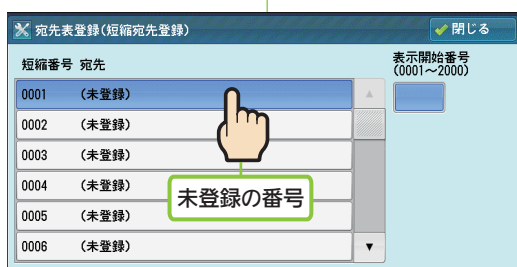 宛先表登録(短縮宛先登録)
閉じる
短縮番号 宛先
表示開始番号
(0001～2000)
0001 (未登録)
0002 (未登録)
0003 (未登録)
0004 (未登録)
未登録の番号
0005 (未登録)
0006 (未登録)